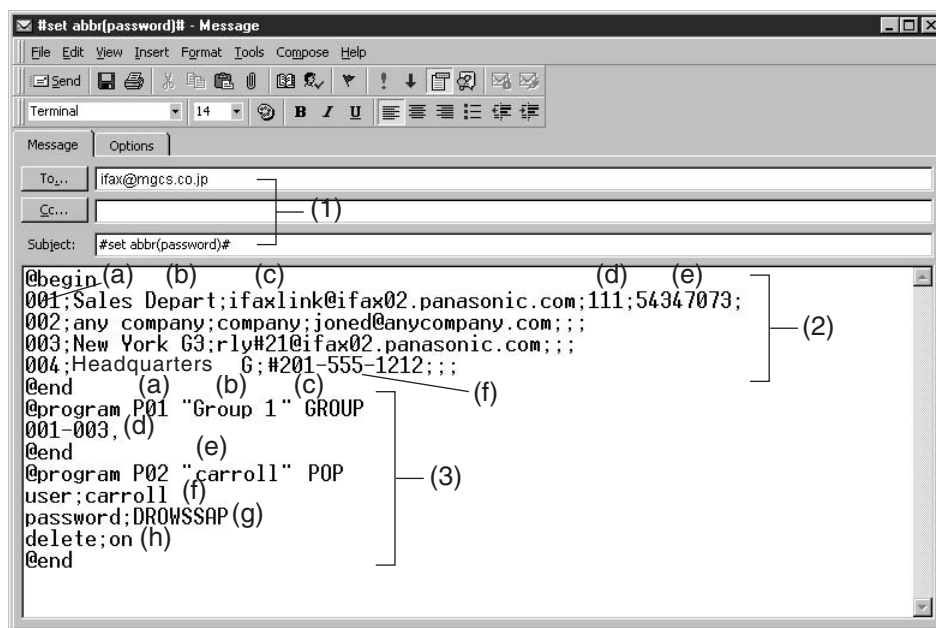 #set abbr(password)# - Message
File Edit View Insert Format Tools Compose Help
Send
Terminal 14 B I U
Message Options
To... ifax@mgcs.co.jp
Cc... (1)
Subject: #set abbr(password)#
@begin (a) (b) (c) (d) (e)
001;Sales Depart;ifaxlink@ifax02.panasonic.com;111;54347073;
002;any company;company;joned@anycompany.com;;; (2)
003;New York G3;rly#21@ifax02.panasonic.com;;;
004;Headquarters G;#201-555-1212;;;
@end (a) (b) (c) (f)
@program P01 "Group 1" GROUP
001-003, (d)
@end (e)
@program P02 "carroll" POP (3)
user;carroll (f)
password;DROWSSAP (g)
delete;on (h)
@end